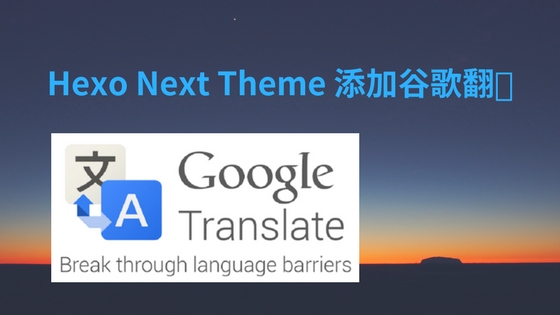 Hexo Next Theme 添加谷歌翻
文
A
Google
Translate
Break through language barriers